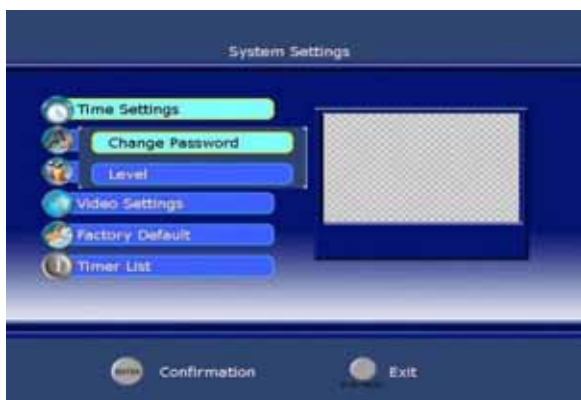 System Settings
Time Settings
Change Password
Level
Video Settings
Factory Default
Timer List
Confirmation
Exit